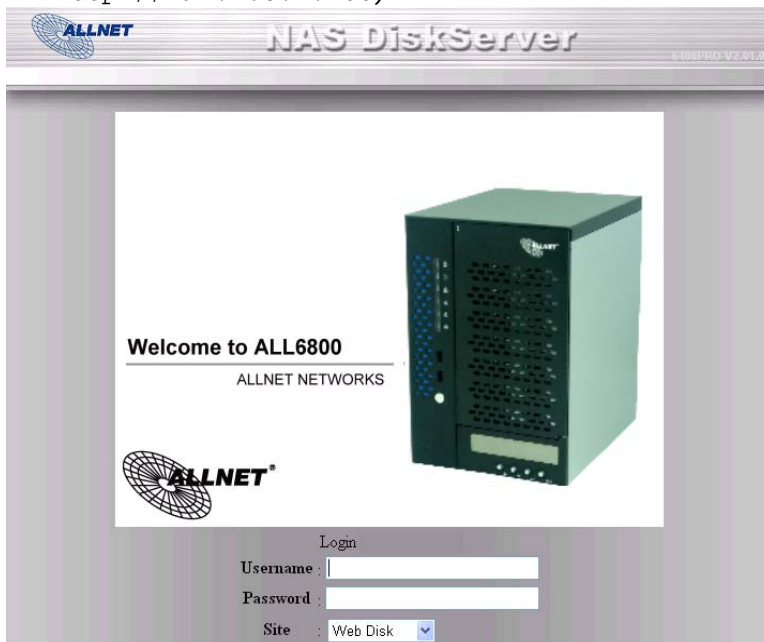 ALLNET
NAS DiskServer
Welcome to ALL6800
ALLNET NETWORKS
ALLNET®
Login
Username :
Password :
Site : Web Disk